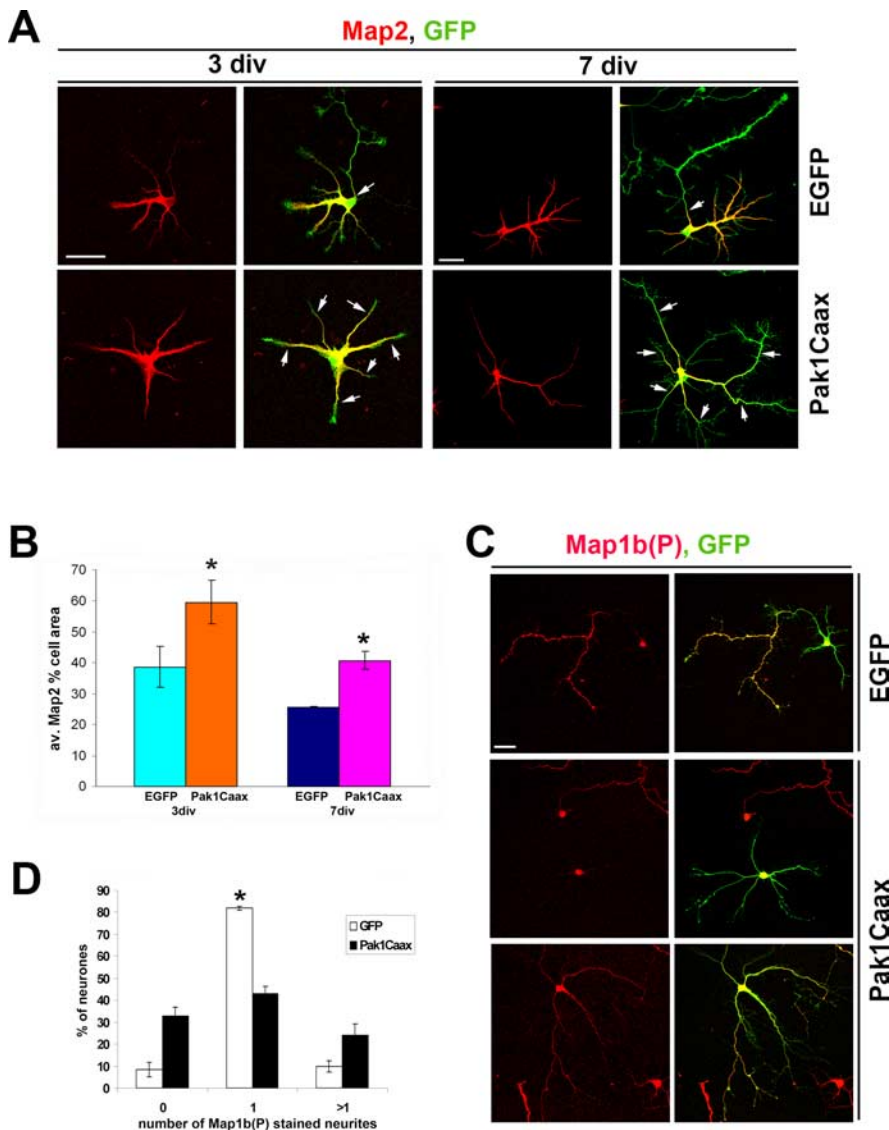 A
Map2, GFP
3 div 7 div
EGFP
Pak1Caax
B
av. Map2 % cell area
70
60
50
40
30
20
10
0
* *
EGFP Pak1Caax EGFP Pak1Caax
3div 7div
C
Map1b(P), GFP
EGFP
Pak1Caax
D
% of neurones
90
80
70
60
50
40
30
20
10
0
*
GFP
Pak1Caax
0 1 >1
number of Map1b(P) stained neurites